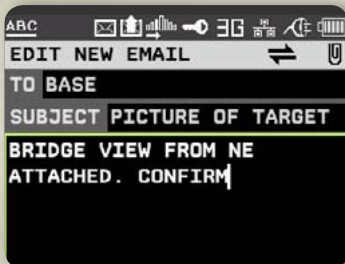 ABC 3G
EDIT NEW EMAIL
TO BASE
SUBJECT PICTURE OF TARGET
BRIDGE VIEW FROM NE
ATTACHED. CONFIRM